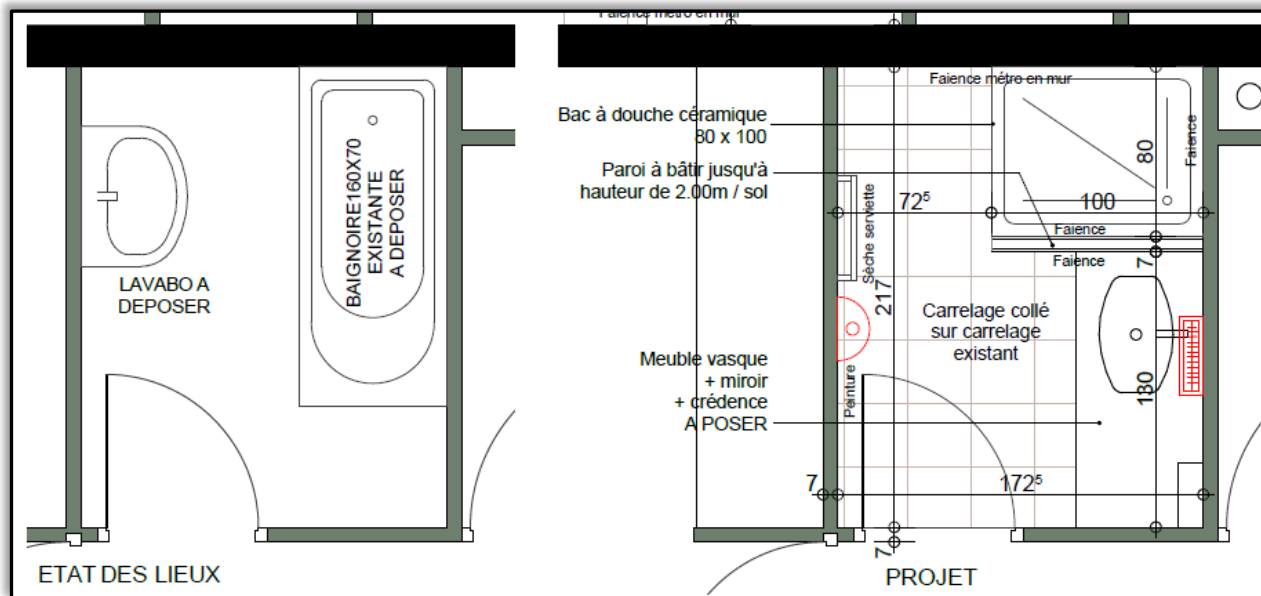 BAIGNOIRE160X70
EXISTANTE
A DEPOSER
LAVABO A
DEPOSER
ETAT DES LIEUX
Faience métro en mur
Faience métro en mur
Bac à douche céramique
80 x 100
Paroi à bâtir jusqu'à
hauteur de 2.00m / sol
80
Faience
72⁵
100
Sèche serviette
Faience
Faience
7
217
Carrelage collé
sur carrelage
existant
Meuble vasque
+ miroir
+ crédence
A POSER
Peinture
130
7
172⁵
7
PROJET